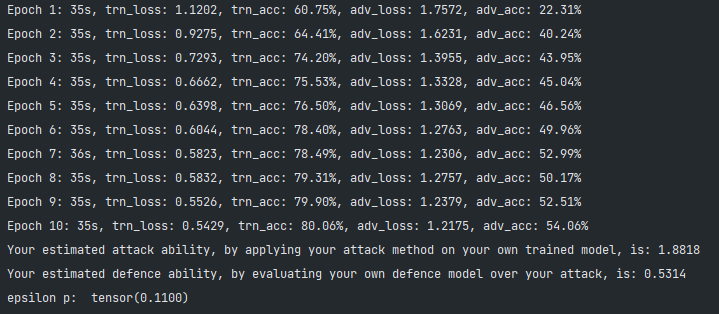 Epoch 1: 35s, trn_loss: 1.1202, trn_acc: 60.75%, adv_loss: 1.7572, adv_acc: 22.31%
Epoch 2: 35s, trn_loss: 0.9275, trn_acc: 64.41%, adv_loss: 1.6231, adv_acc: 40.24%
Epoch 3: 35s, trn_loss: 0.7293, trn_acc: 74.20%, adv_loss: 1.3955, adv_acc: 43.95%
Epoch 4: 35s, trn_loss: 0.6662, trn_acc: 75.53%, adv_loss: 1.3328, adv_acc: 45.04%
Epoch 5: 35s, trn_loss: 0.6398, trn_acc: 76.50%, adv_loss: 1.3069, adv_acc: 46.56%
Epoch 6: 35s, trn_loss: 0.6044, trn_acc: 78.40%, adv_loss: 1.2763, adv_acc: 49.96%
Epoch 7: 36s, trn_loss: 0.5823, trn_acc: 78.49%, adv_loss: 1.2306, adv_acc: 52.99%
Epoch 8: 35s, trn_loss: 0.5832, trn_acc: 79.31%, adv_loss: 1.2757, adv_acc: 50.17%
Epoch 9: 35s, trn_loss: 0.5526, trn_acc: 79.90%, adv_loss: 1.2379, adv_acc: 52.51%
Epoch 10: 35s, trn_loss: 0.5429, trn_acc: 80.06%, adv_loss: 1.2175, adv_acc: 54.06%
Your estimated attack ability, by applying your attack method on your own trained model, is: 1.8818
Your estimated defence ability, by evaluating your own defence model over your attack, is: 0.5314
epsilon p:  tensor(0.1100)